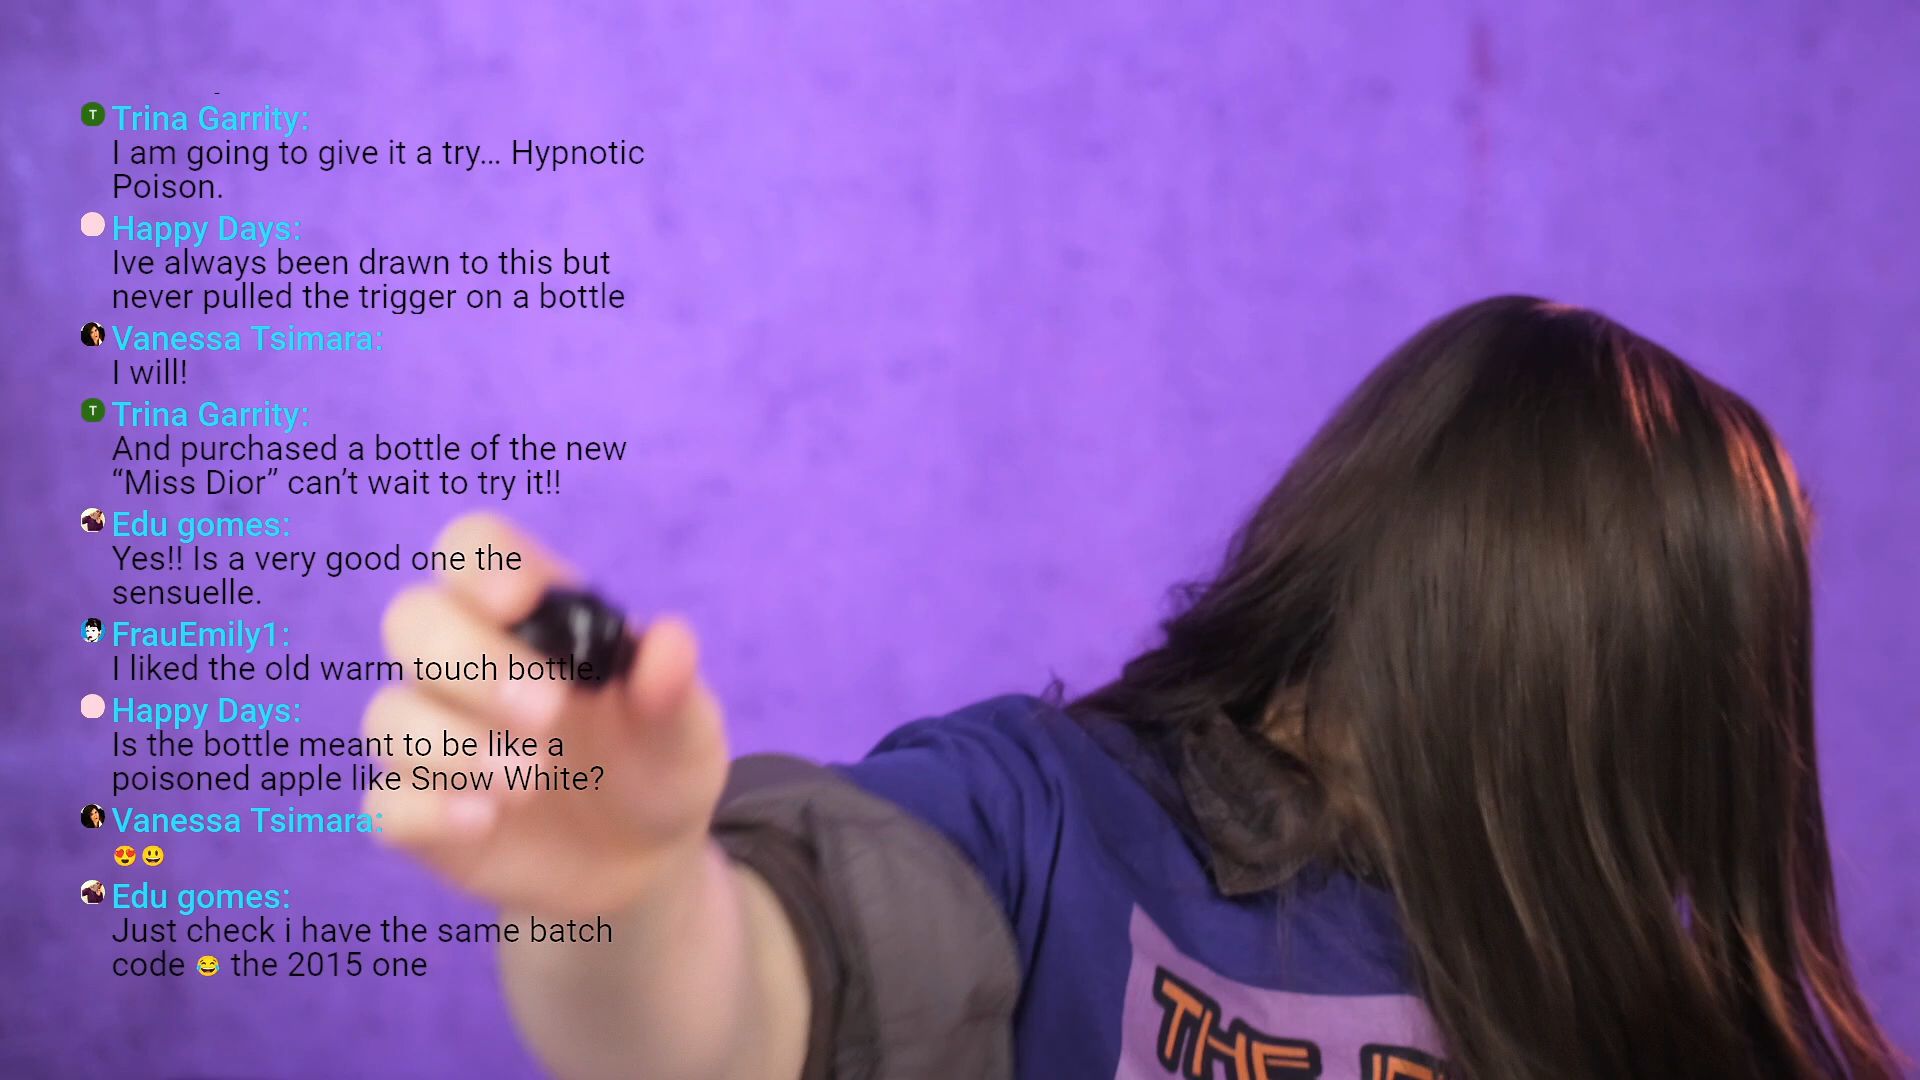 T Trina Garrity:
I am going to give it a try... Hypnotic
Poison.
Happy Days:
Ive always been drawn to this but
never pulled the trigger on a bottle
Vanessa Tsimara:
I will!
T Trina Garrity:
And purchased a bottle of the new
“Miss Dior” can’t wait to try it!!
Edu gomes:
Yes!! Is a very good one the
sensuelle.
FrauEmily1:
I liked the old warm touch bottle.
Happy Days:
Is the bottle meant to be like a
poisoned apple like Snow White?
Vanessa Tsimara:
😍😃
Edu gomes:
Just check i have the same batch
code 😂 the 2015 one
THE